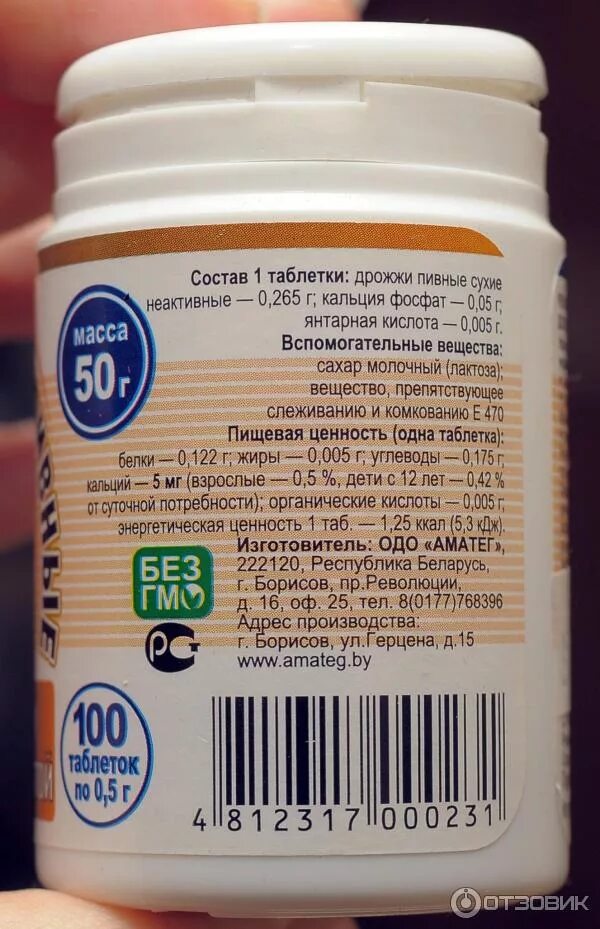 Состав 1 таблетки: дрожжи пивные сухие
неактивные — 0,265 г; кальция фосфат — 0,05 г;
янтарная кислота — 0,005 г.
Вспомогательные вещества:
сахар молочный (лактоза);
вещество, препятствующее
слеживанию и комкованию Е 470
Пищевая ценность (одна таблетка):
белки — 0,122 г; жиры — 0,005 г; углеводы — 0,175 г;
кальций — 5 мг (взрослые — 0,5 %, дети с 12 лет — 0,42 %
от суточной потребности); органические кислоты — 0,005 г;
энергетическая ценность 1 таб. — 1,25 ккал (5,3 кДж).
Изготовитель: ОДО «АМАТЕГ»,
222120, Республика Беларусь,
г. Борисов, пр.Революции,
д. 16, оф. 25, тел. 8(0177)768396
Адрес производства:
г. Борисов, ул.Герцена, д.15
www.amateg.by
масса
50 г
БЕЗ
ГМО
РСТ
100
таблеток
по 0,5 г
4 812317 000231
ОТЗОВИК